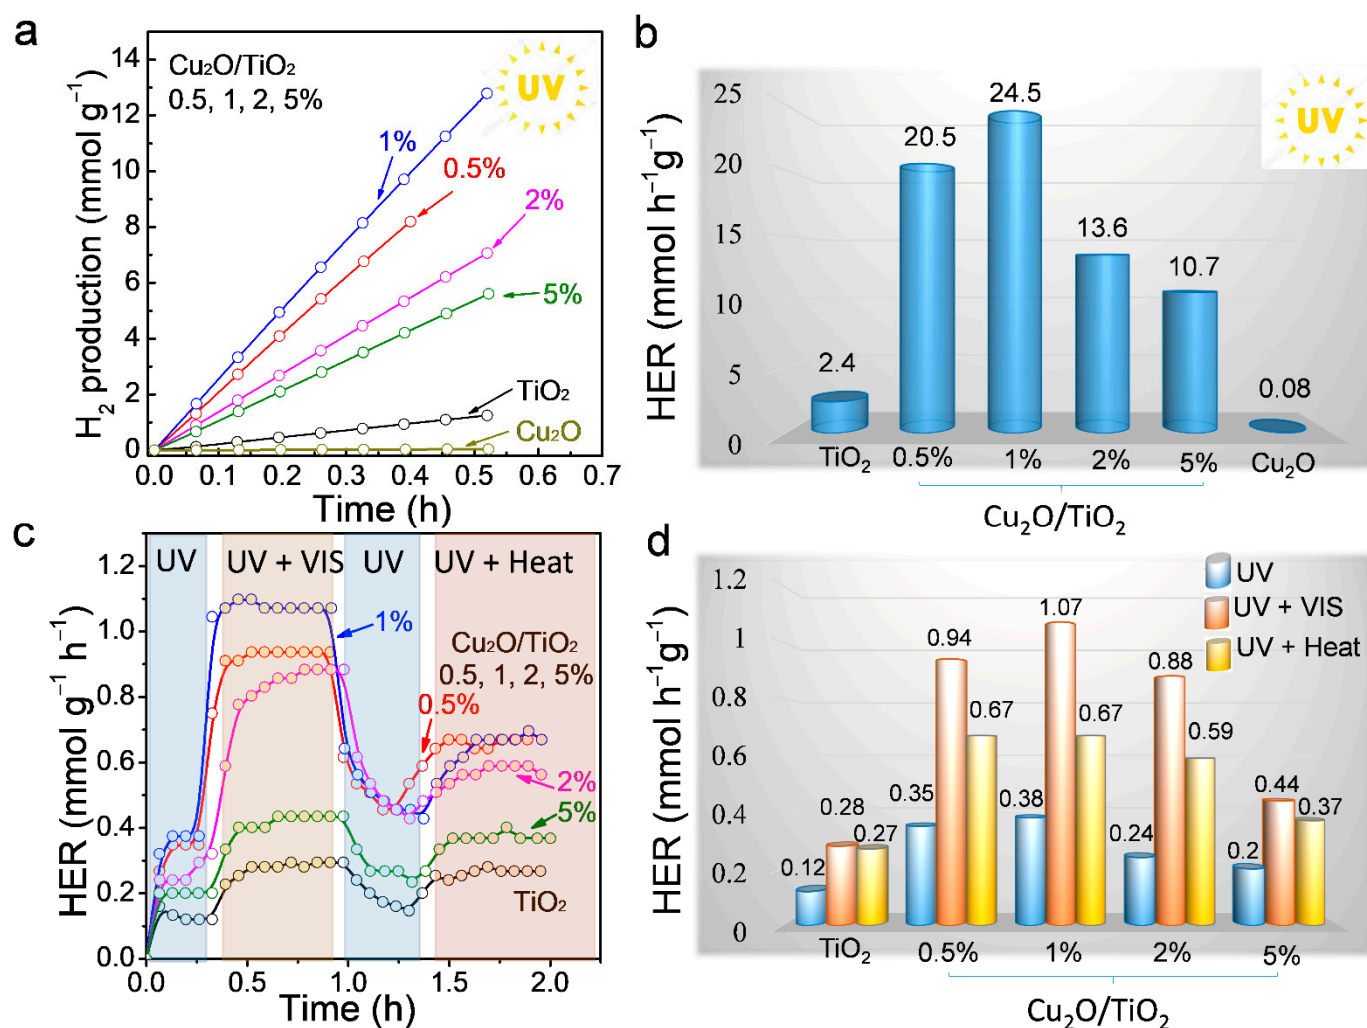 a
Cu₂O/TiO₂
0.5, 1, 2, 5%
UV
1%
0.5%
2%
5%
TiO₂
Cu₂O
H₂ production (mmol g⁻¹)
14
12
10
8
6
4
2
0
0.0 0.1 0.2 0.3 0.4 0.5 0.6 0.7
Time (h)
b
UV
HER (mmol h⁻¹g⁻¹)
25
20
15
10
5
0
2.4
20.5
24.5
13.6
10.7
0.08
TiO₂ 0.5% 1% 2% 5% Cu₂O
Cu₂O/TiO₂
c
UV UV + VIS UV UV + Heat
1%
Cu₂O/TiO₂
0.5, 1, 2, 5%
0.5%
2%
5%
TiO₂
HER (mmol g⁻¹ h⁻¹)
1.2
1.0
0.8
0.6
0.4
0.2
0.0
0.0 0.5 1.0 1.5 2.0
Time (h)
d
UV
UV + VIS
UV + Heat
HER (mmol h⁻¹g⁻¹)
1.2
1
0.8
0.6
0.4
0.2
0
0.12 0.28 0.27
0.35 0.94 0.67
0.38 1.07 0.67
0.24 0.88 0.59
0.2 0.44 0.37
TiO₂ 0.5% 1% 2% 5%
Cu₂O/TiO₂